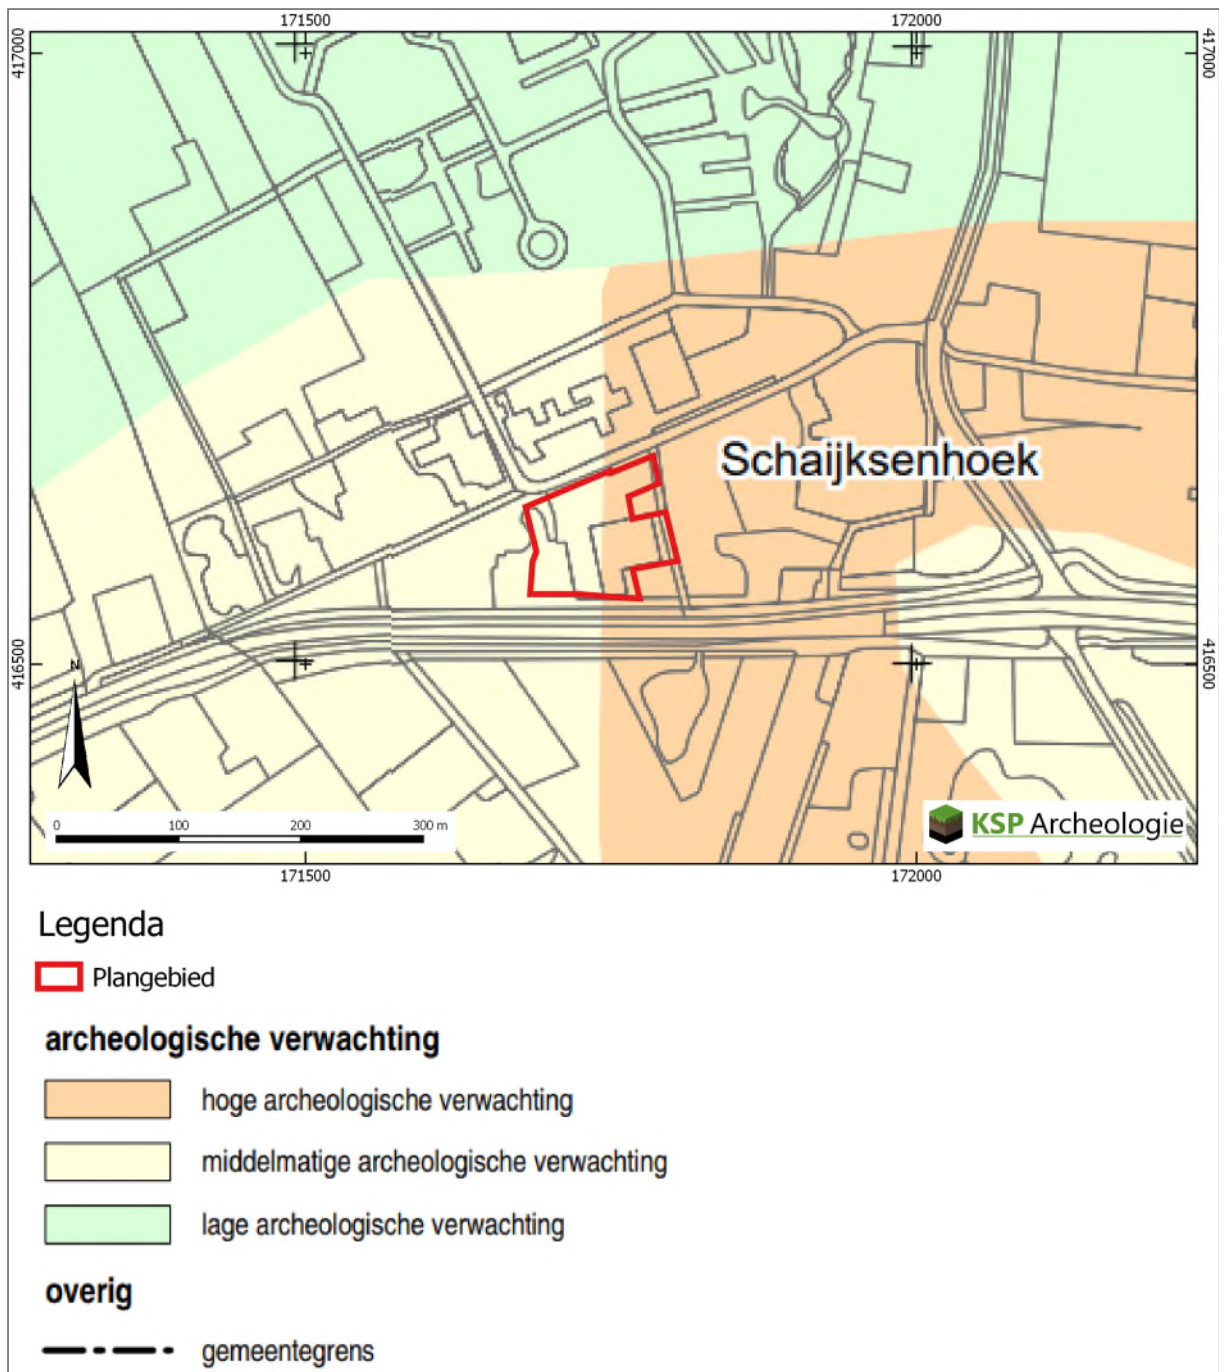 171500 172000
417000 417000
Schaijksenhoek
416500 416500
N
0 100 200 300 m
KSP Archeologie
171500 172000
Legenda
Plangebied
archeologische verwachting
hoge archeologische verwachting
middelmatige archeologische verwachting
lage archeologische verwachting
overig
gemeentegrens